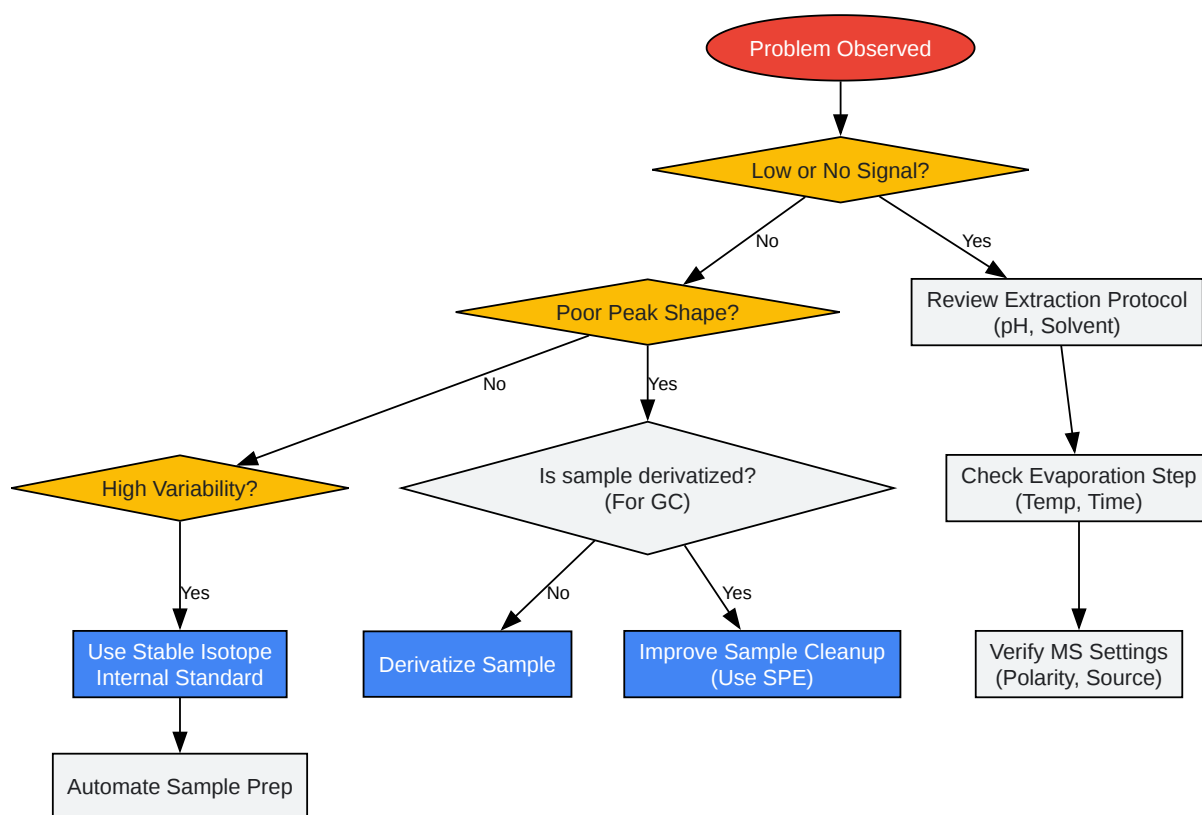 Problem Observed
Low or No Signal?
No
Yes
Poor Peak Shape?
Review Extraction Protocol
(pH, Solvent)
No
Yes
High Variability?
Is sample derivatized?
(For GC)
Check Evaporation Step
(Temp, Time)
Yes
No
Yes
Use Stable Isotope
Internal Standard
Derivatize Sample
Improve Sample Cleanup
(Use SPE)
Verify MS Settings
(Polarity, Source)
Automate Sample Prep